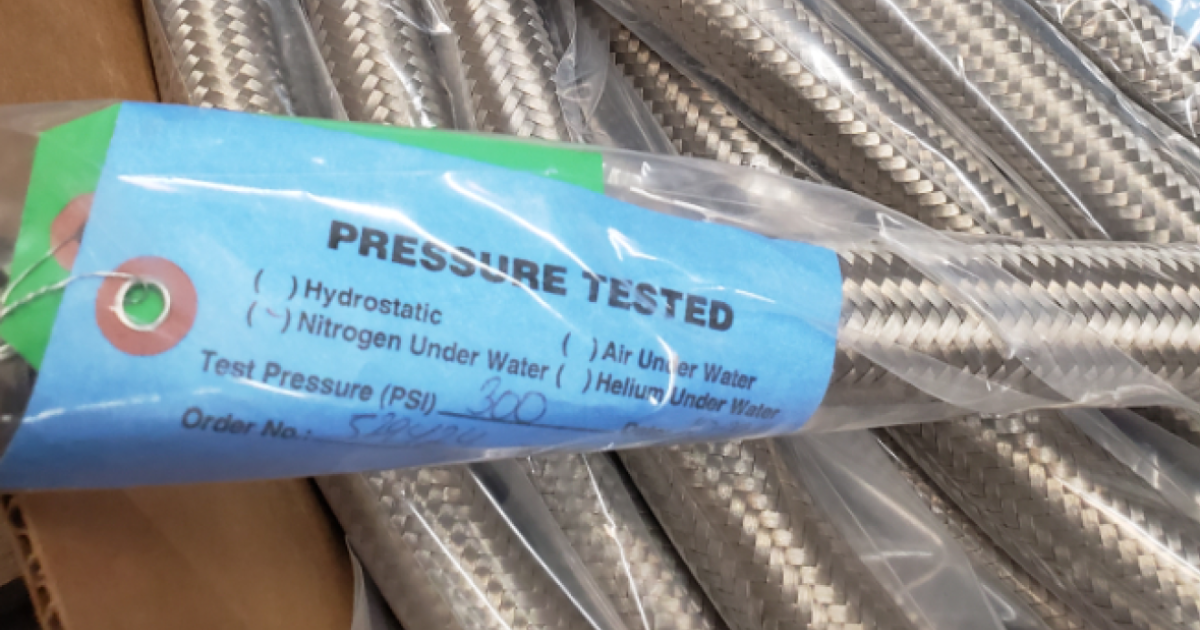 PRESSURE TESTED
( ) Hydrostatic
( ) Air Under Water
(~) Nitrogen Under Water
( ) Helium Under Water
Test Pressure (PSI) 300
Order No.: